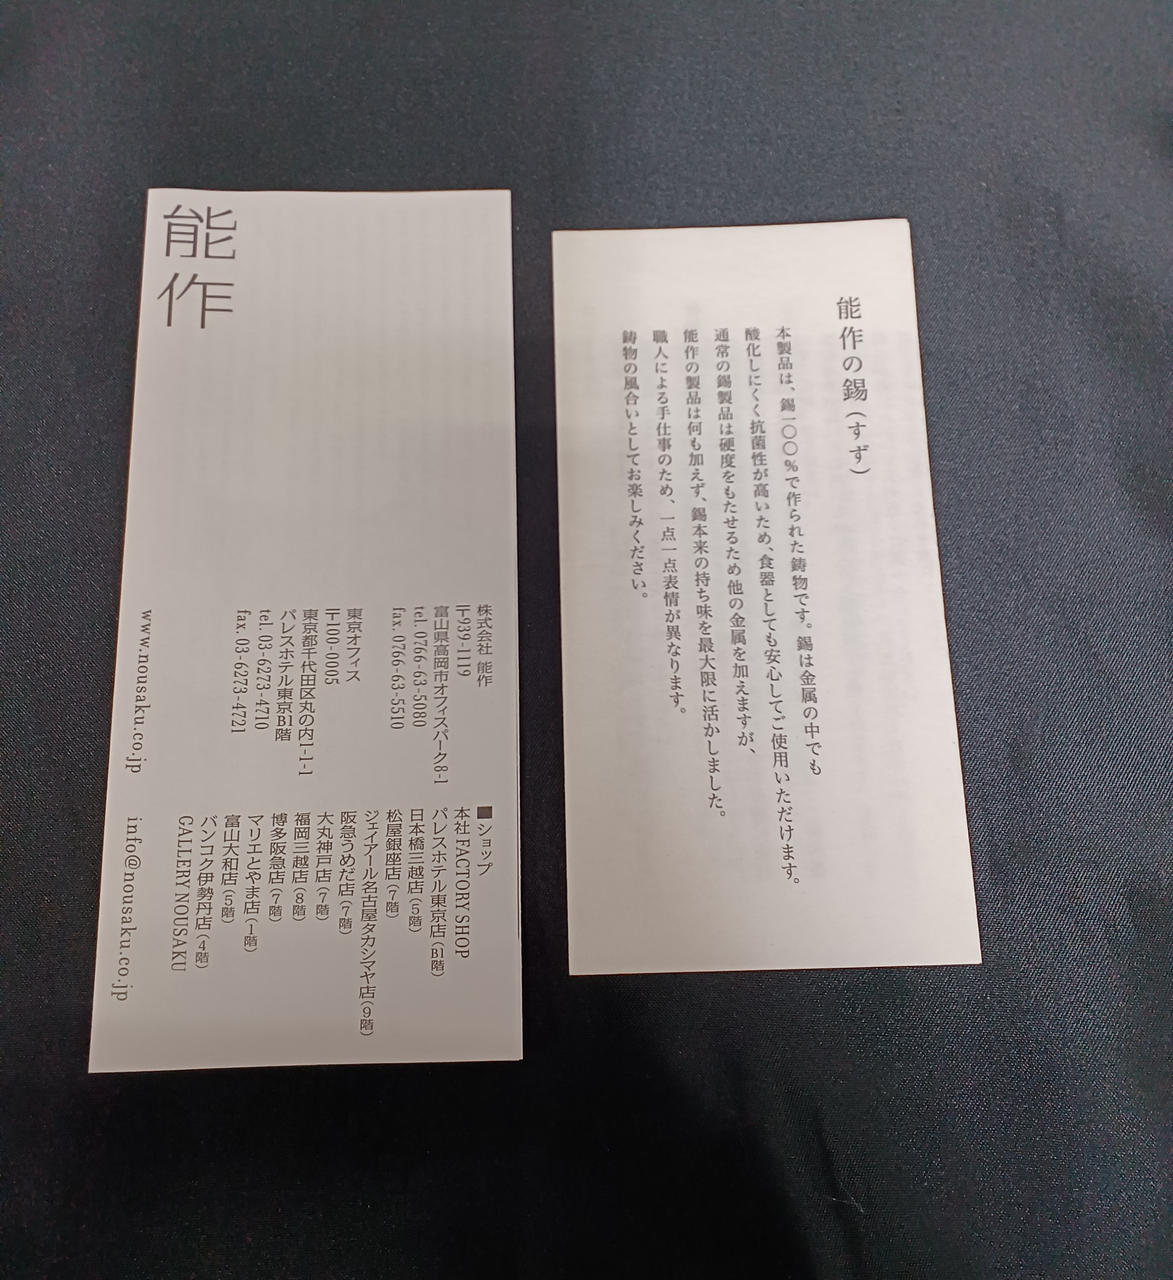 能作
株式会社 能作
〒939-1119
富山県高岡市オフィスパーク8-1
tel. 0766-63-5080
fax. 0766-63-5510
東京オフィス
〒100-0005
東京都千代田区丸の内1-1-1
パレスホテル東京B1階
tel. 03-6273-4710
fax. 03-6273-4721
www.nousaku.co.jp
■ショップ
本社 FACTORY SHOP
パレスホテル東京店(B1階)
日本橋三越店(5階)
松屋銀座店(7階)
ジェイアール名古屋タカシマヤ店(9階)
阪急うめだ店(7階)
大丸神戸店(7階)
福岡三越店(8階)
博多阪急店(7階)
マリエとやま店(1階)
富山大和店(5階)
バンコク伊勢丹店(4階)
GALLERY NOUSAKU
info@nousaku.co.jp
能作の錫(すず)
本製品は、錫一〇〇%で作られた鋳物です。錫は金属の中でも
酸化しにくく抗菌性が高いため、食器としても安心してご使用いただけます。
通常の錫製品は硬度をもたせるため他の金属を加えますが、
能作の製品は何も加えず、錫本来の持ち味を最大限に活かしました。
職人による手仕事のため、一点一点表情が異なります。
鋳物の風合いとしてお楽しみください。